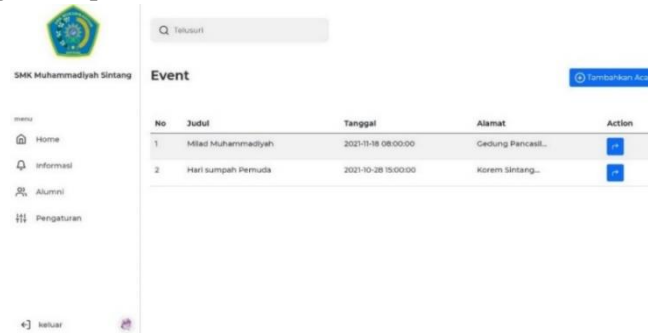 Telusuri
SMK Muhammadiyah Sintang
Event
Tambahkan Aca
menu
Home
Informasi
Alumni
Pengaturan
keluar
No Judul Tanggal Alamat Action
1 Milad Muhammadiyah 2021-11-18 08:00:00 Gedung Pancasil...
2 Hari sumpah Pemuda 2021-10-28 15:00:00 Korem Sintang...